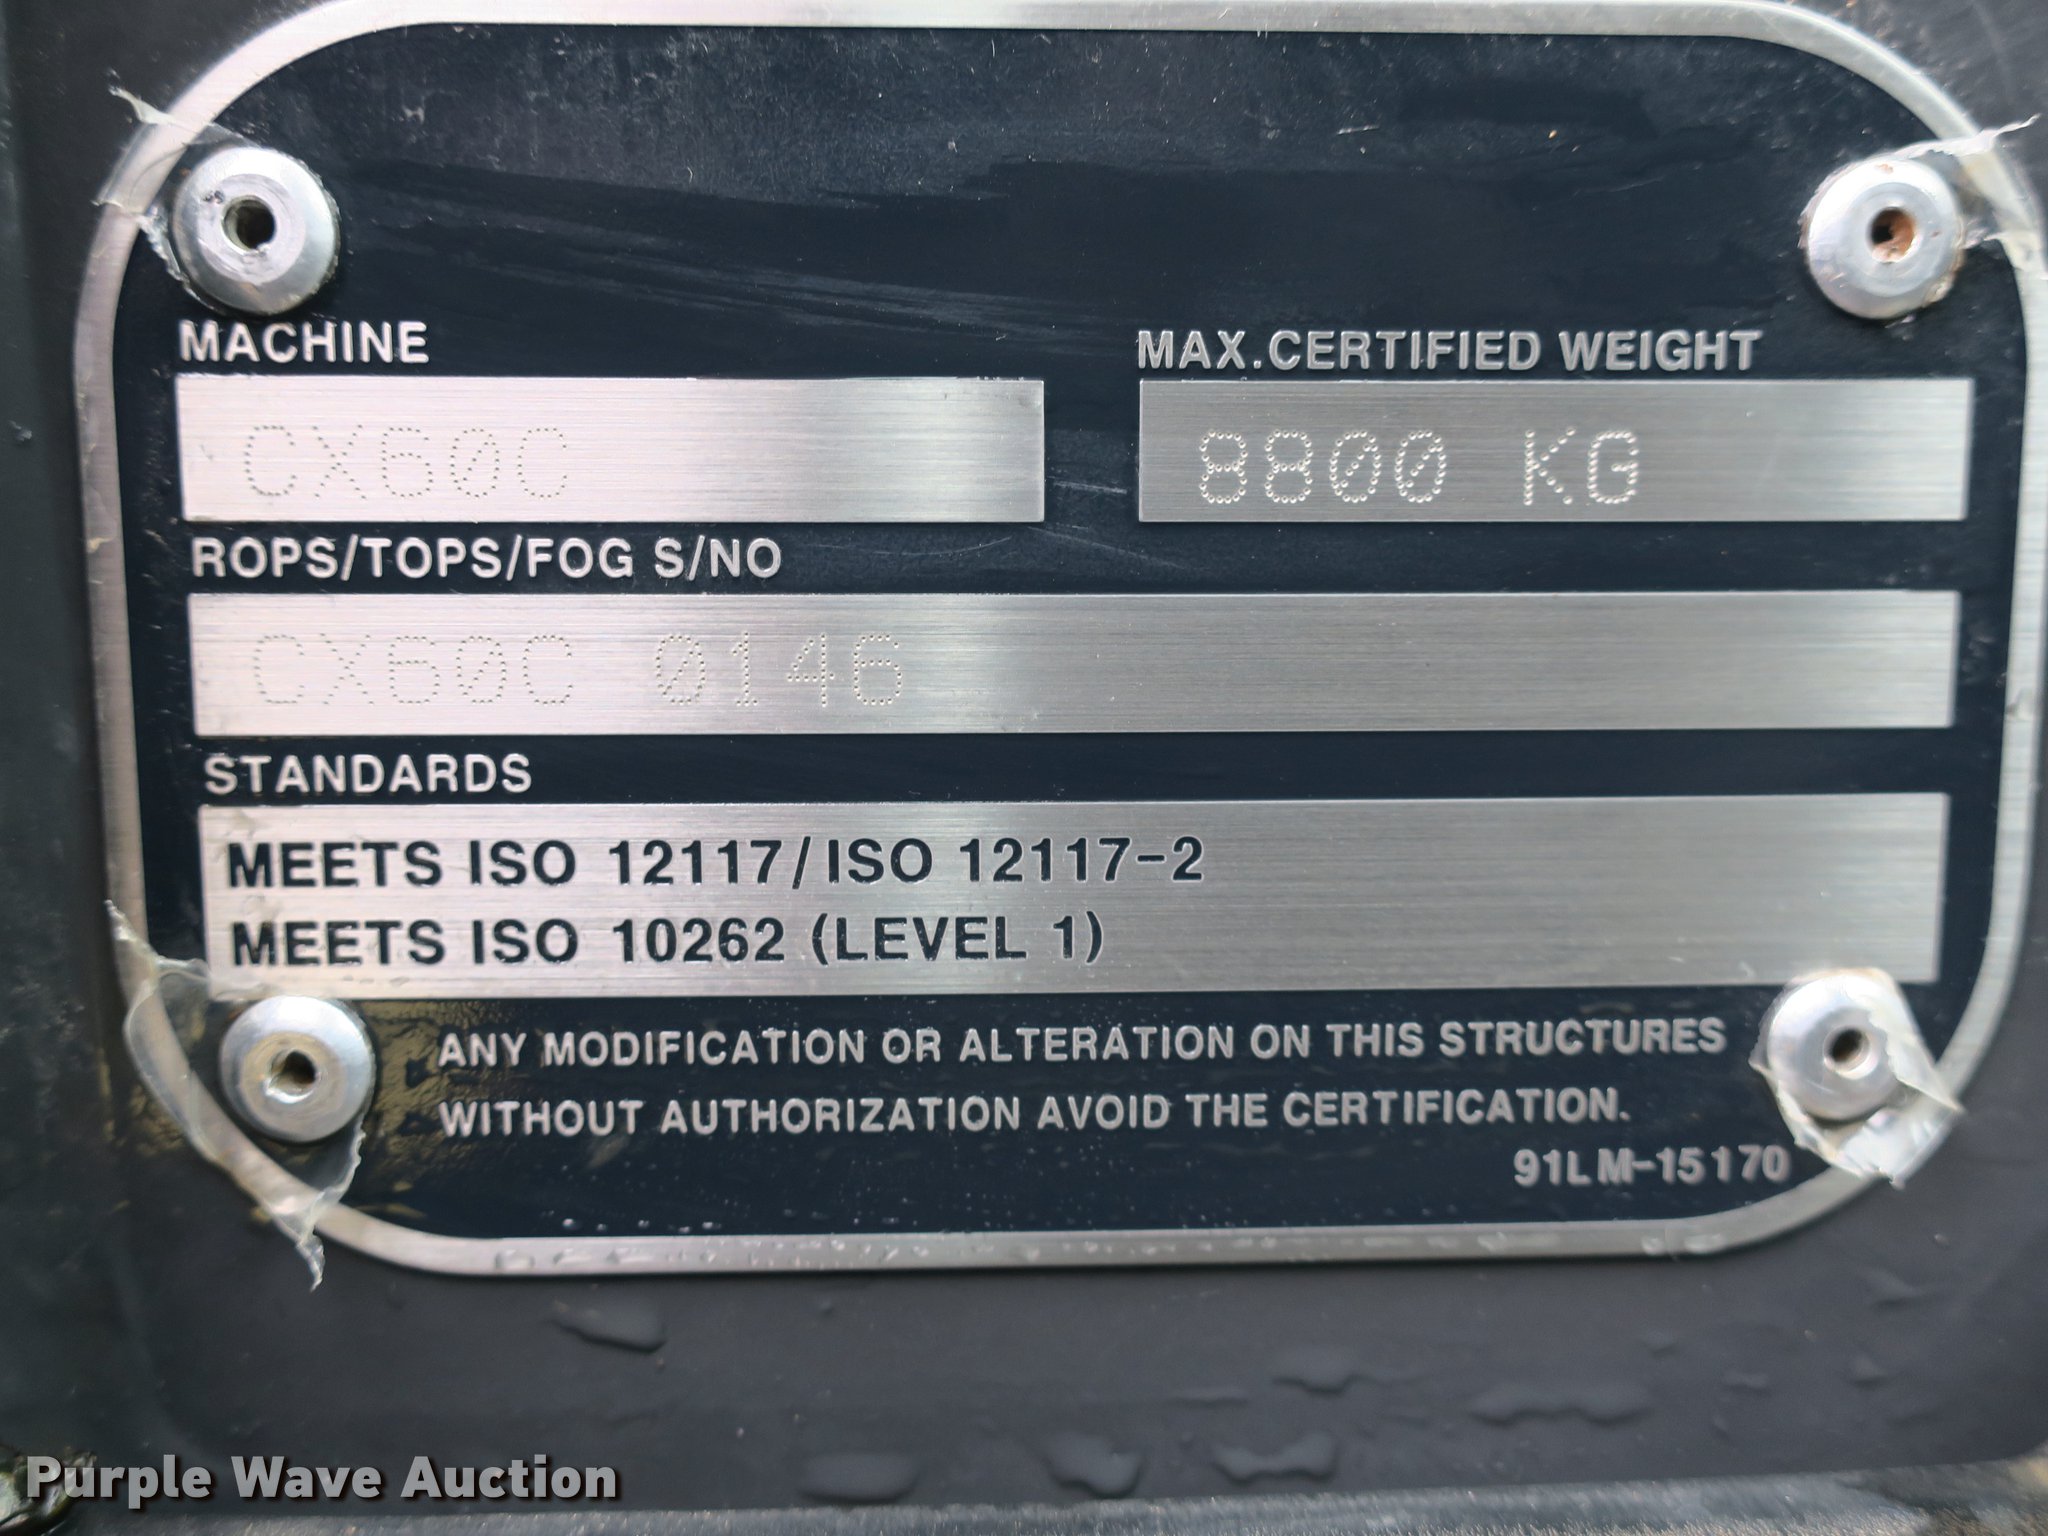 MACHINE
MAX.CERTIFIED WEIGHT
CX60C
8800 KG
ROPS/TOPS/FOG S/NO
CX60C 0146
STANDARDS
MEETS ISO 12117/ISO 12117-2
MEETS ISO 10262 (LEVEL 1)
ANY MODIFICATION OR ALTERATION ON THIS STRUCTURES
WITHOUT AUTHORIZATION AVOID THE CERTIFICATION.
91LM-15170
Purple Wave Auction